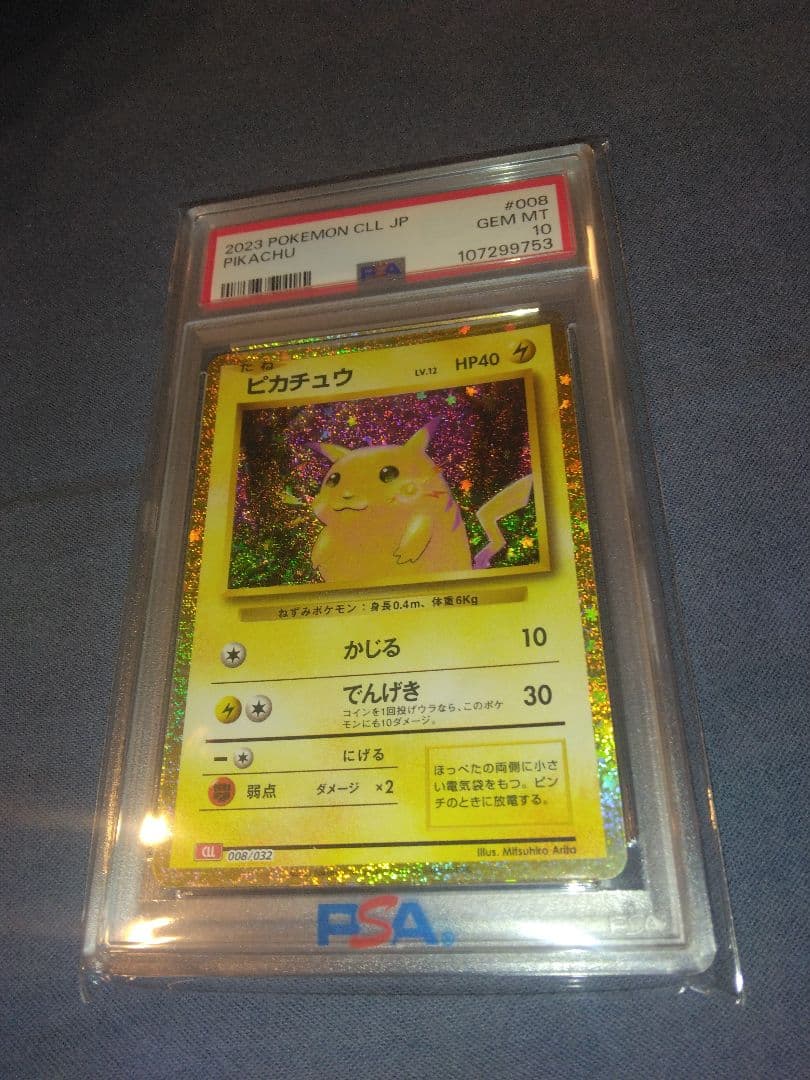 2023 POKEMON CLL JP
PIKACHU
#008
GEM MT
10
107299753
PSA
たね
ピカチュウ
LV.12
HP40
ねずみポケモン：身長0.4m、体重6Kg
かじる
10
でんげき
コインを1回投げウラなら、このポケ
モンにも10ダメージ。
30
にげる
弱点
ダメージ ×2
ほっぺたの両側に小さ
い電気袋をもつ。ピン
チのときに放電する。
CLL
008/032
Illus. Mitsuhiro Arita
PSA®